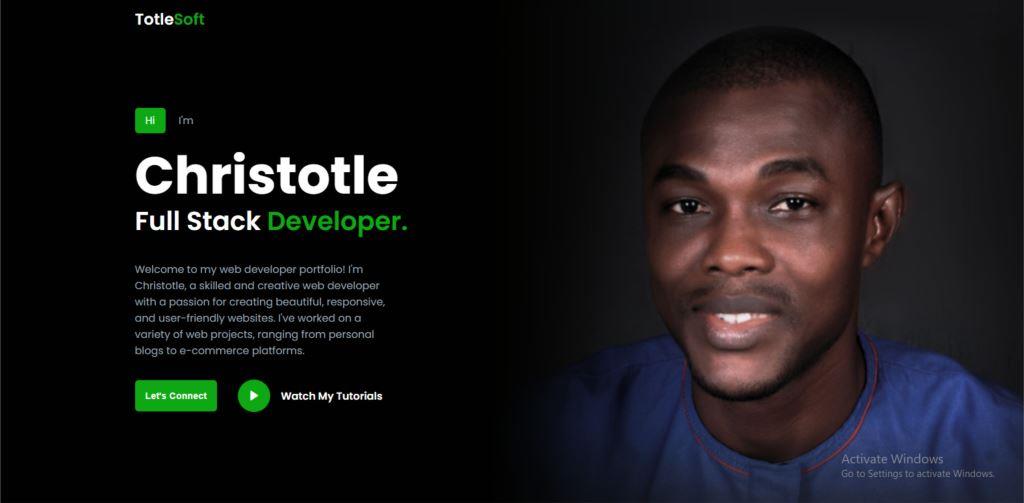 TotleSoft
Hi I'm
Christotle
Full Stack Developer.
Welcome to my web developer portfolio! I'm
Christotle, a skilled and creative web developer
with a passion for creating beautiful, responsive,
and user-friendly websites. I've worked on a
variety of web projects, ranging from personal
blogs to e-commerce platforms.
Let's Connect Watch My Tutorials
Activate Windows
Go to Settings to activate Windows.